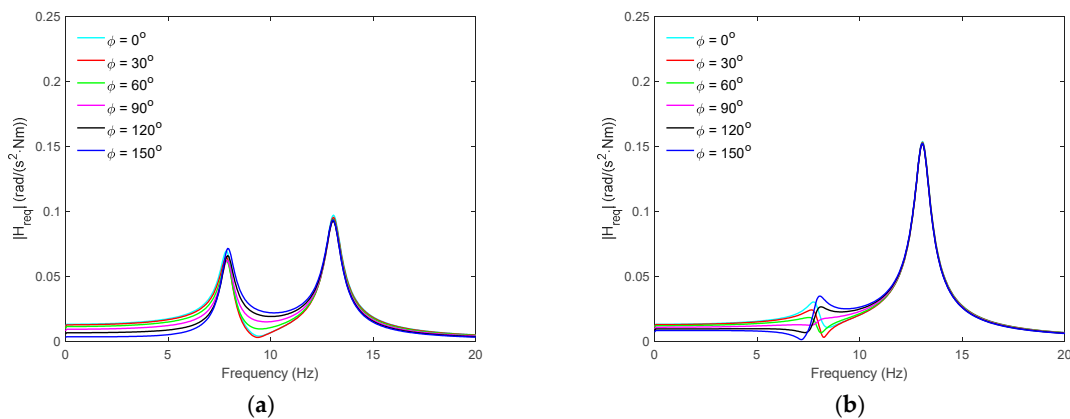 0.25
0.2
0.15
0.1
0.05
0
|H_req| (rad/(s²·Nm))
ϕ = 0°
ϕ = 30°
ϕ = 60°
ϕ = 90°
ϕ = 120°
ϕ = 150°
0 5 10 15 20
Frequency (Hz)
(a)
0.25
0.2
0.15
0.1
0.05
0
|H_req| (rad/(s²·Nm))
ϕ = 0°
ϕ = 30°
ϕ = 60°
ϕ = 90°
ϕ = 120°
ϕ = 150°
0 5 10 15 20
Frequency (Hz)
(b)